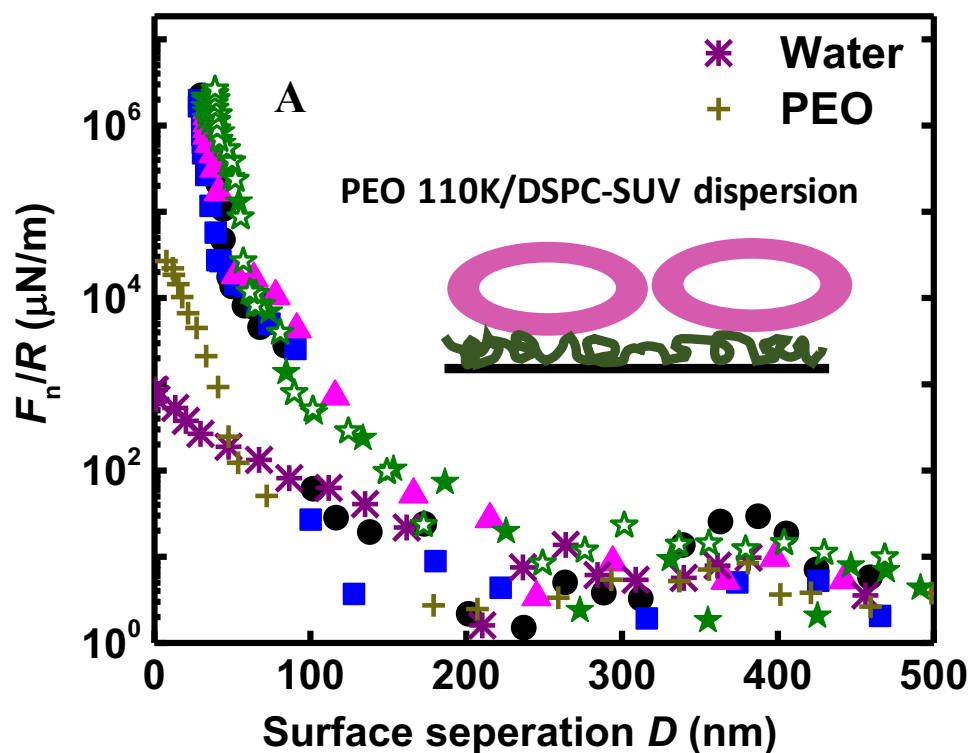 A
Water
PEO
PEO 110K/DSPC-SUV dispersion
Fn/R (μN/m)
10^6
10^4
10^2
10^0
0 100 200 300 400 500
Surface seperation D (nm)